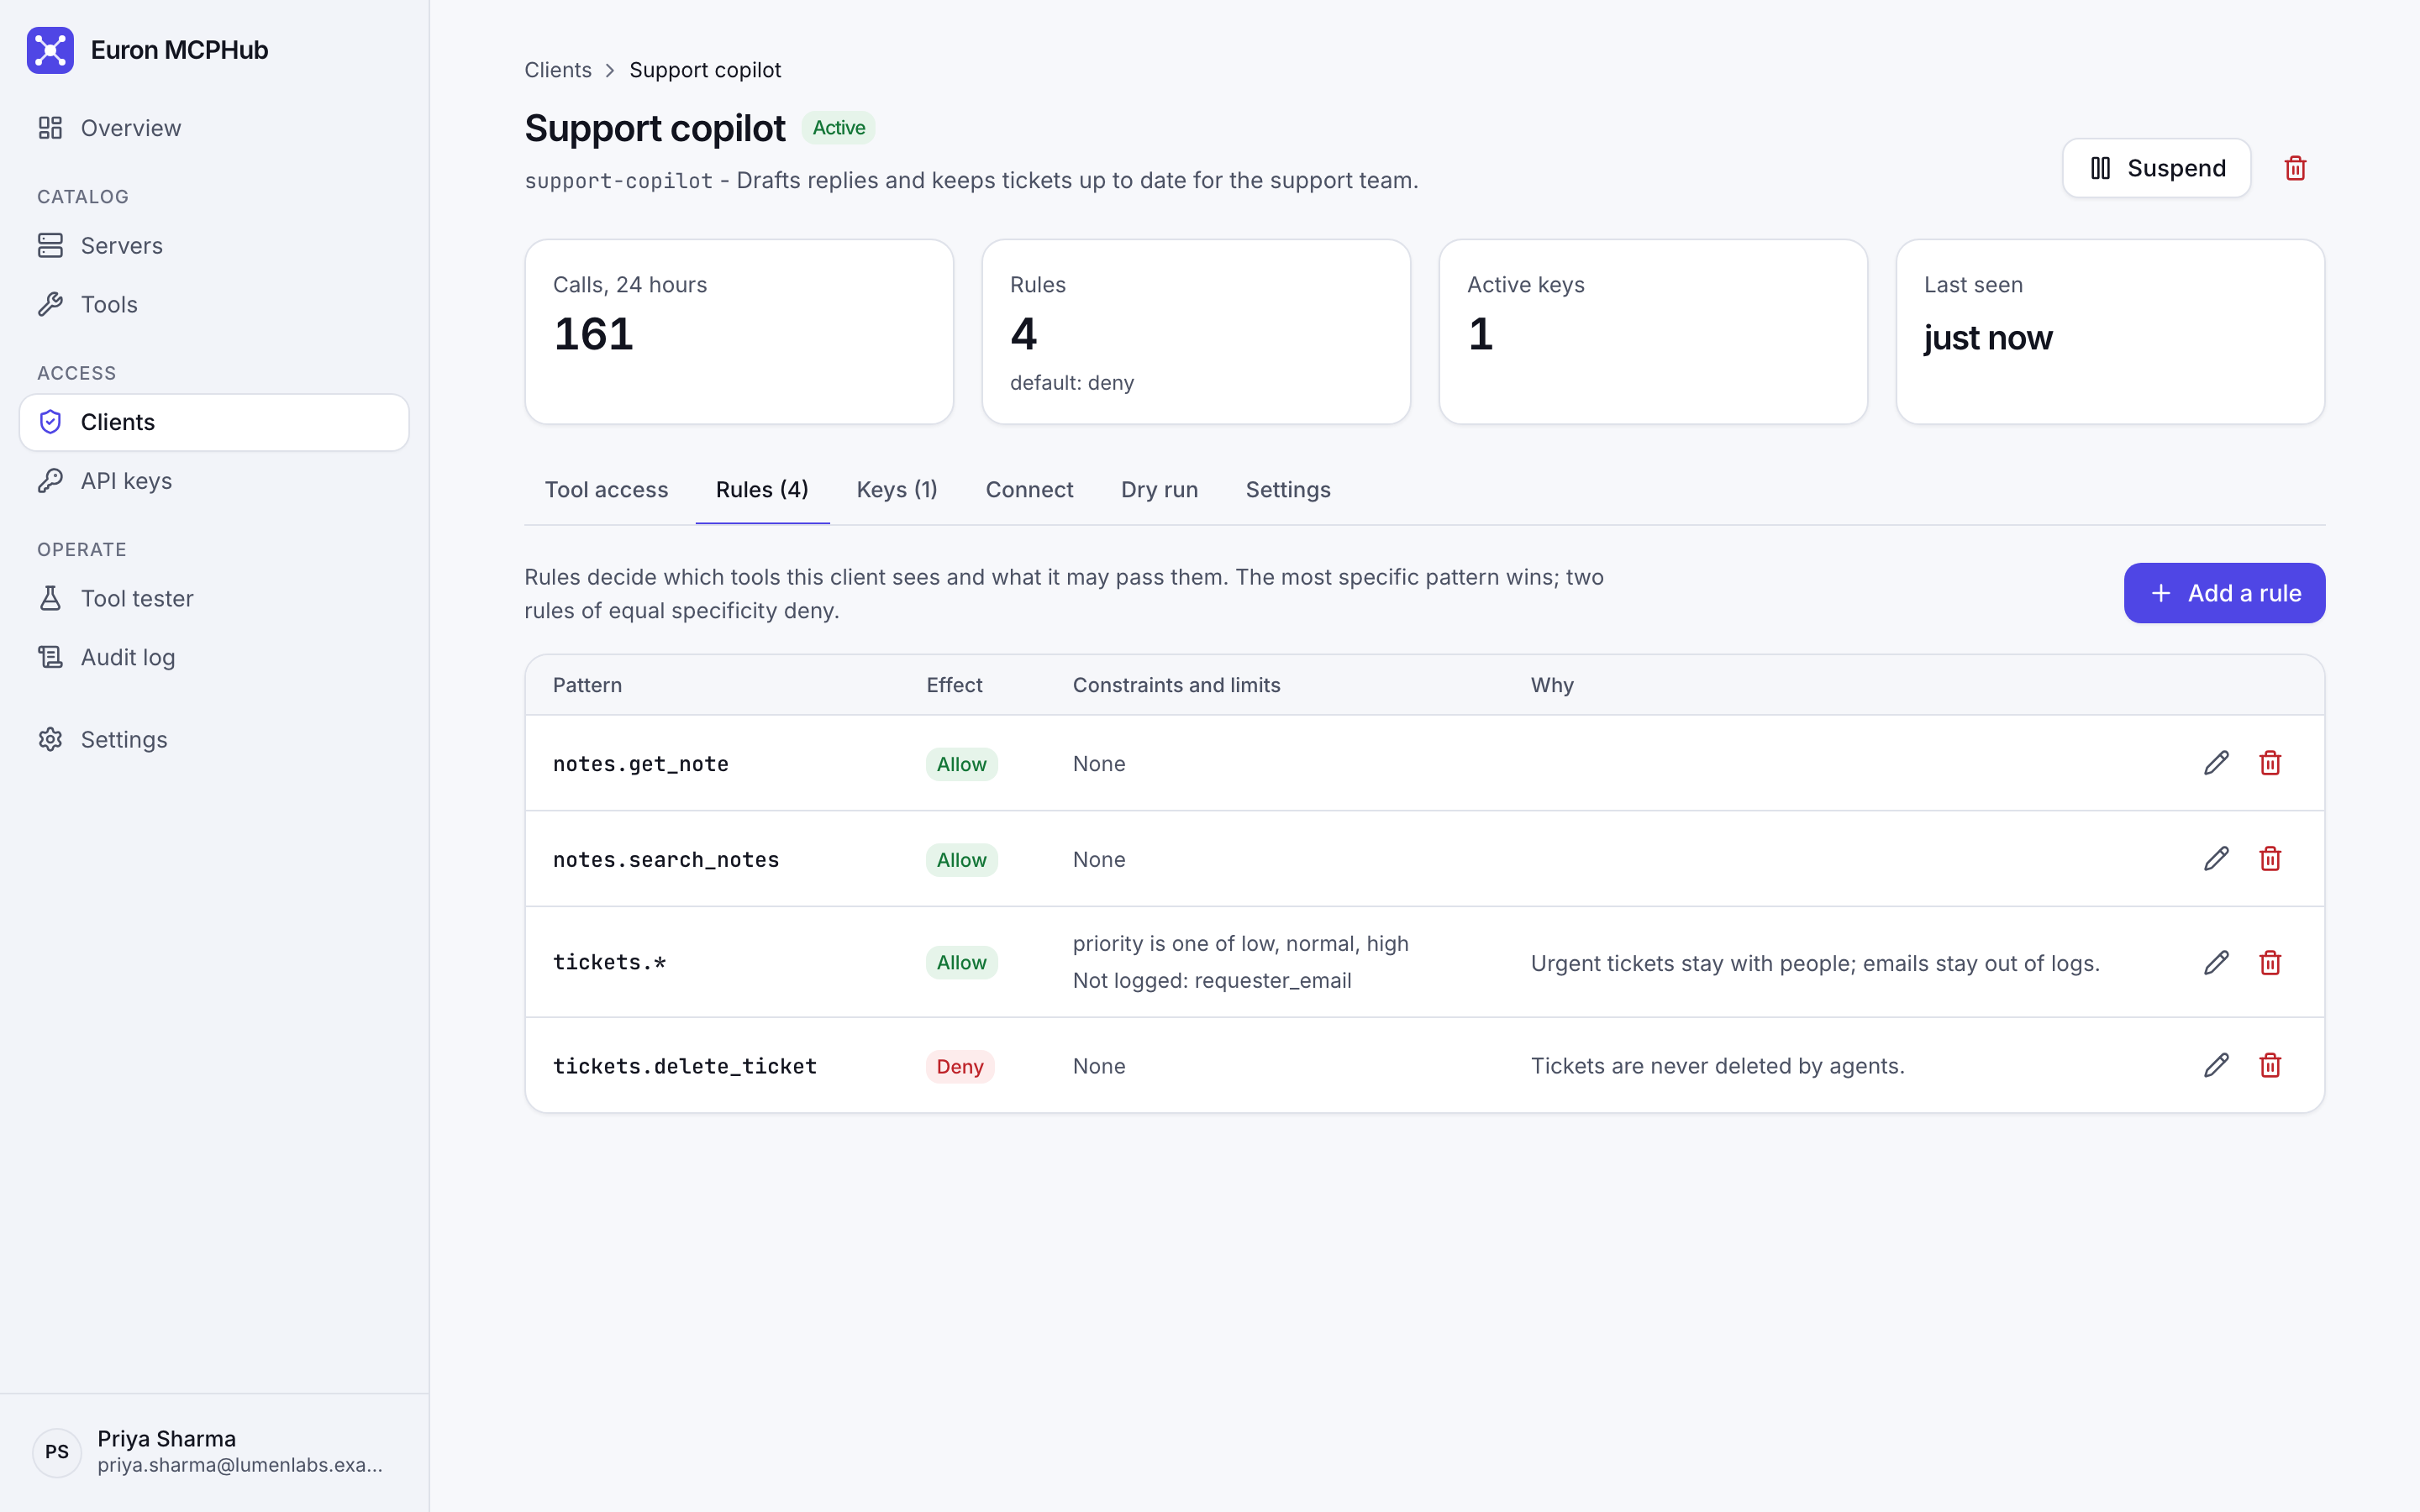 Euron MCPHub
Overview
CATALOG
Servers
Tools
ACCESS
Clients
API keys
OPERATE
Tool tester
Audit log
Settings
PS
Priya Sharma
priya.sharma@lumenlabs.exa...
Clients > Support copilot
Support copilot Active
support-copilot - Drafts replies and keeps tickets up to date for the support team.
Suspend
Calls, 24 hours
161
Rules
4
default: deny
Active keys
1
Last seen
just now
Tool access Rules (4) Keys (1) Connect Dry run Settings
Rules decide which tools this client sees and what it may pass them. The most specific pattern wins; two
rules of equal specificity deny.
+ Add a rule
Pattern Effect Constraints and limits Why
notes.get_note Allow None
notes.search_notes Allow None
tickets.* Allow priority is one of low, normal, high
Not logged: requester_email
Urgent tickets stay with people; emails stay out of logs.
tickets.delete_ticket Deny None Tickets are never deleted by agents.